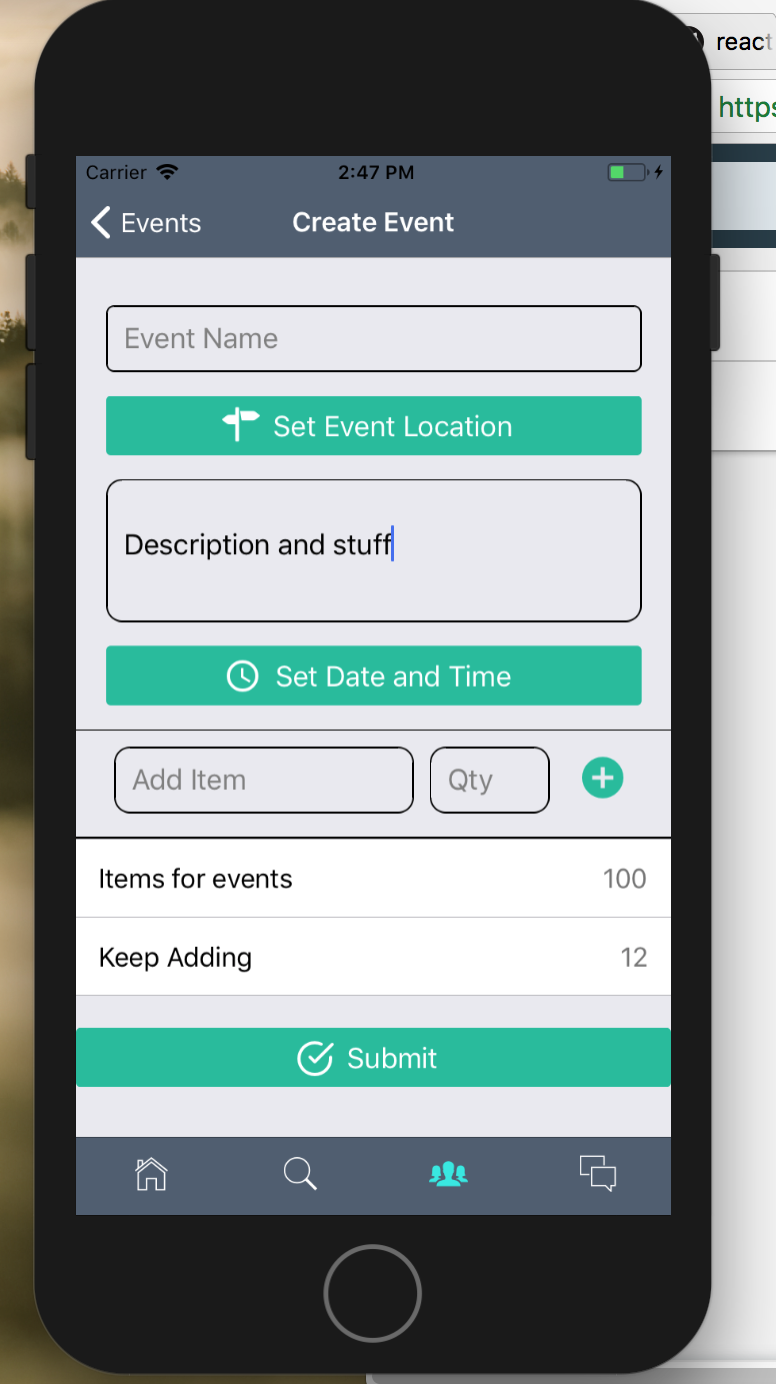 react
https
Carrier 2:47 PM
Events Create Event
Event Name
Set Event Location
Description and stuff
Set Date and Time
Add Item Qty
Items for events 100
Keep Adding 12
Submit